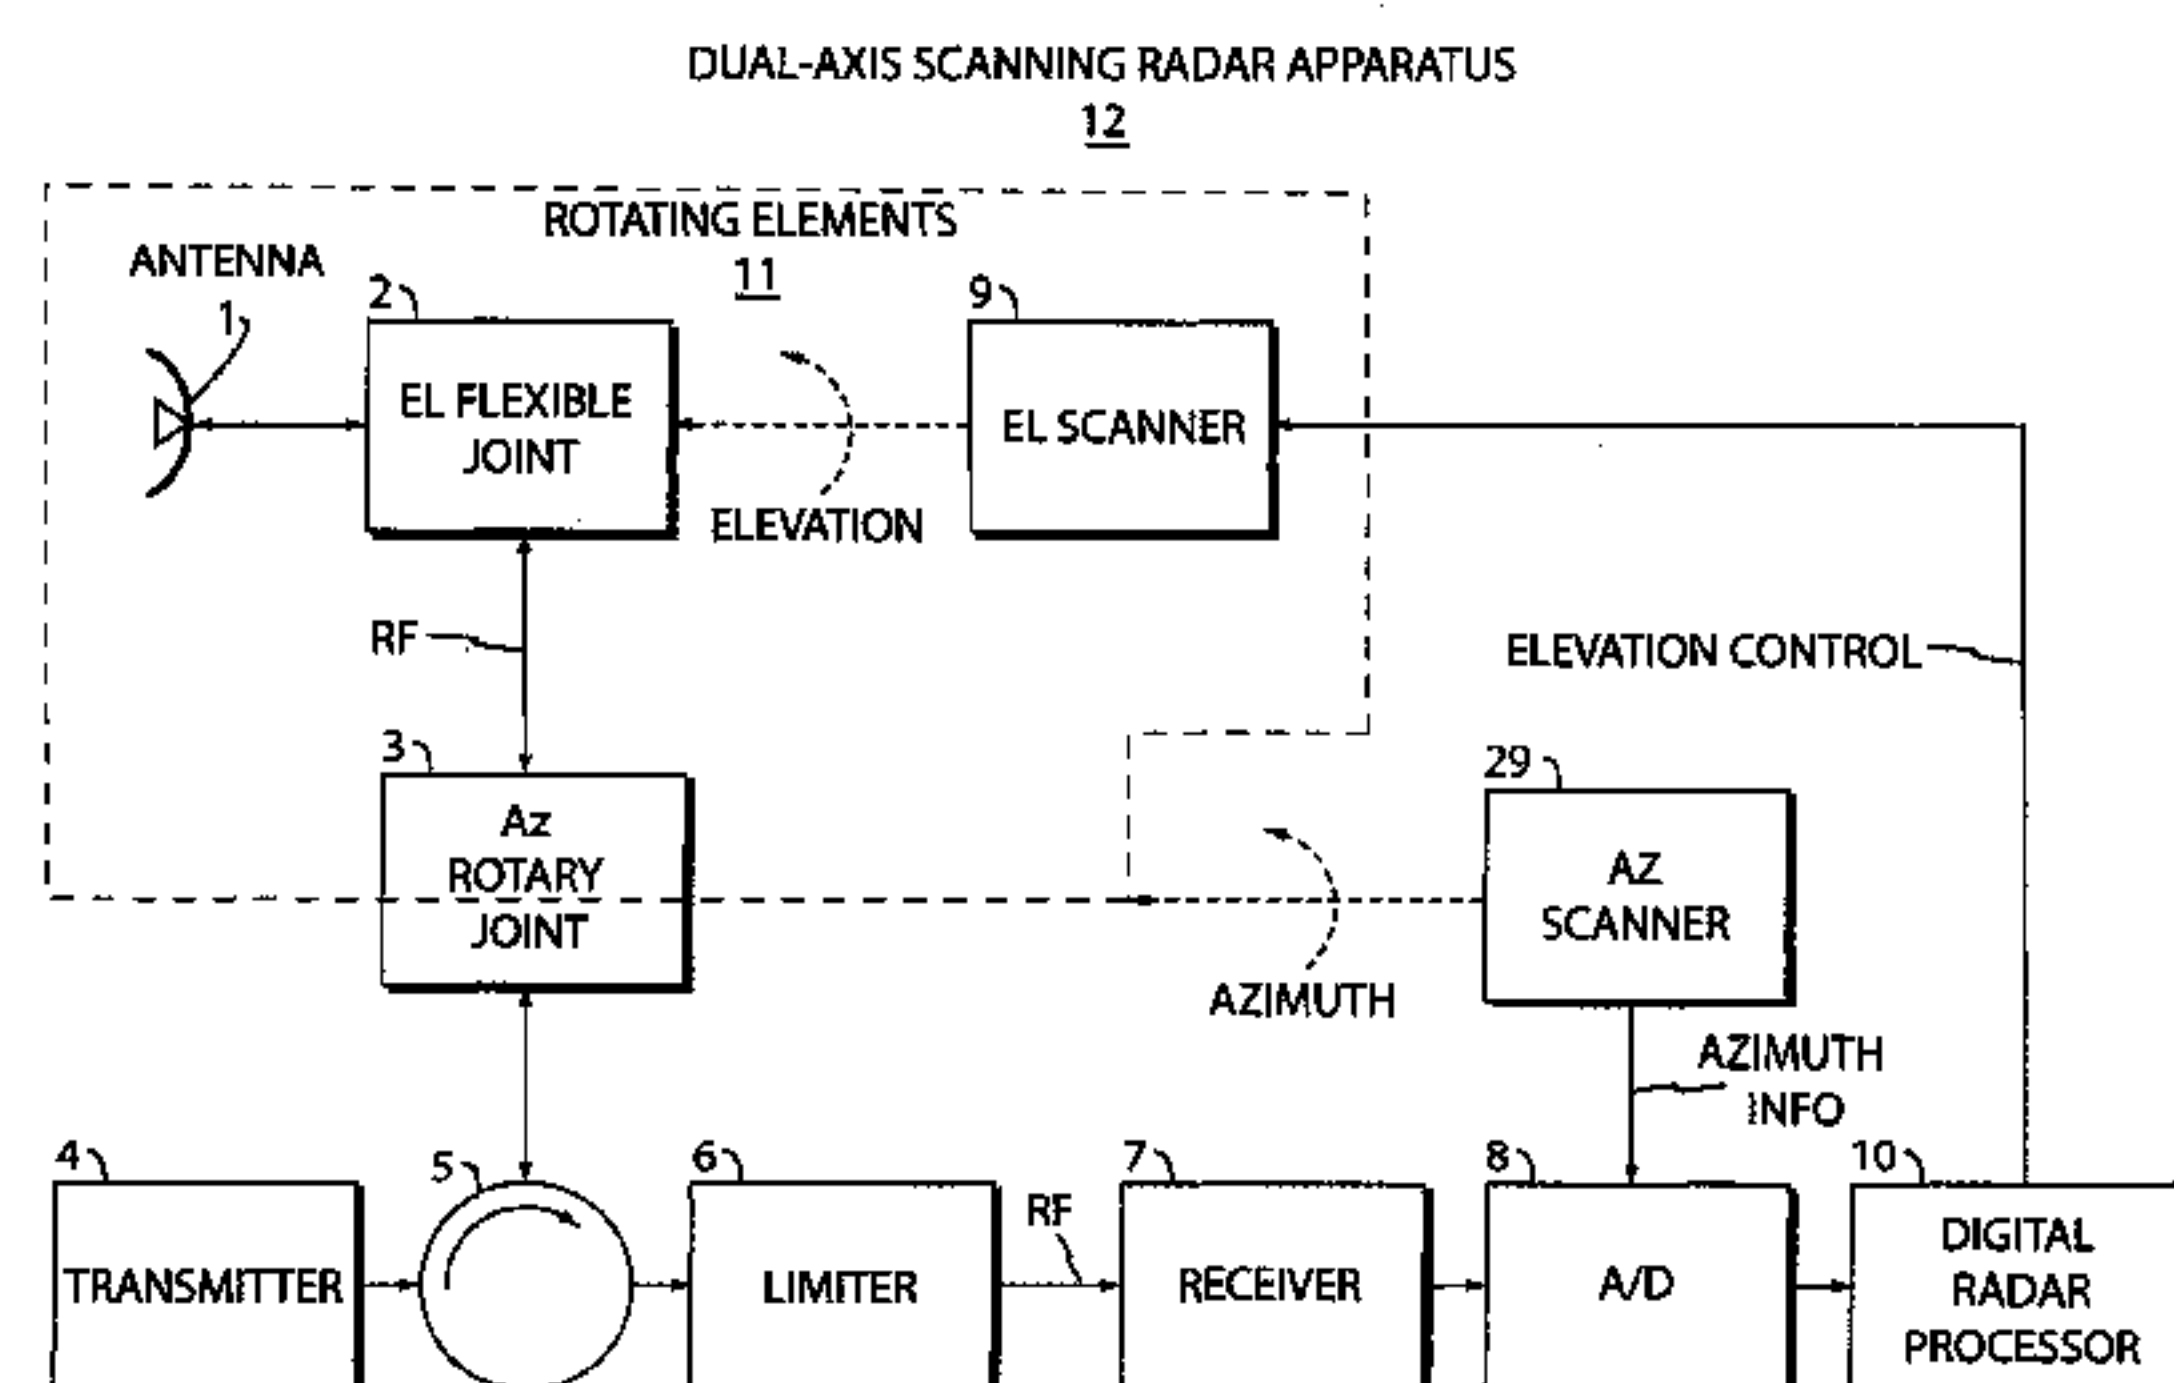 DUAL-AXIS SCANNING RADAR APPARATUS
12
ROTATING ELEMENTS
11
ANTENNA
1
2
EL FLEXIBLE
JOINT
9
EL SCANNER
ELEVATION
RF
ELEVATION CONTROL
3
Az
ROTARY
JOINT
29
AZ
SCANNER
AZIMUTH
AZIMUTH
INFO
4
TRANSMITTER
5
6
LIMITER
RF
7
RECEIVER
8
A/D
10
DIGITAL
RADAR
PROCESSOR